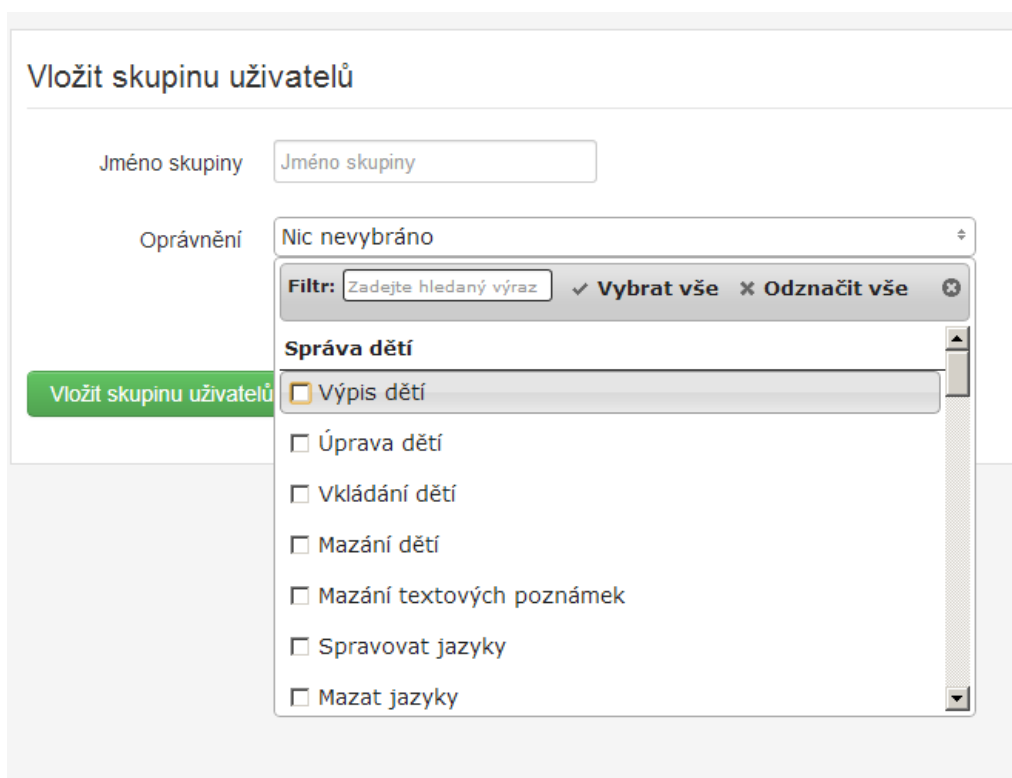 Vložit skupinu uživatelů
Jméno skupiny Jméno skupiny
Oprávnění Nic nevybráno
Filtr: Zadejte hledaný výraz Vybrat vše Odznačit vše
Správa dětí
Vložit skupinu uživatelů Výpis dětí
Úprava dětí
Vkládání dětí
Mazání dětí
Mazání textových poznámek
Spravovat jazyky
Mazat jazyky